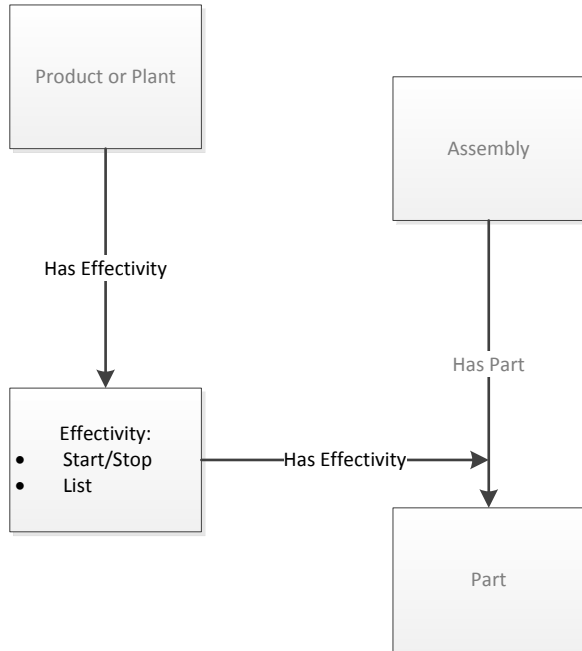 Product or Plant
Assembly
Has Effectivity
Has Part
Effectivity:
• Start/Stop
• List
Has Effectivity
Part